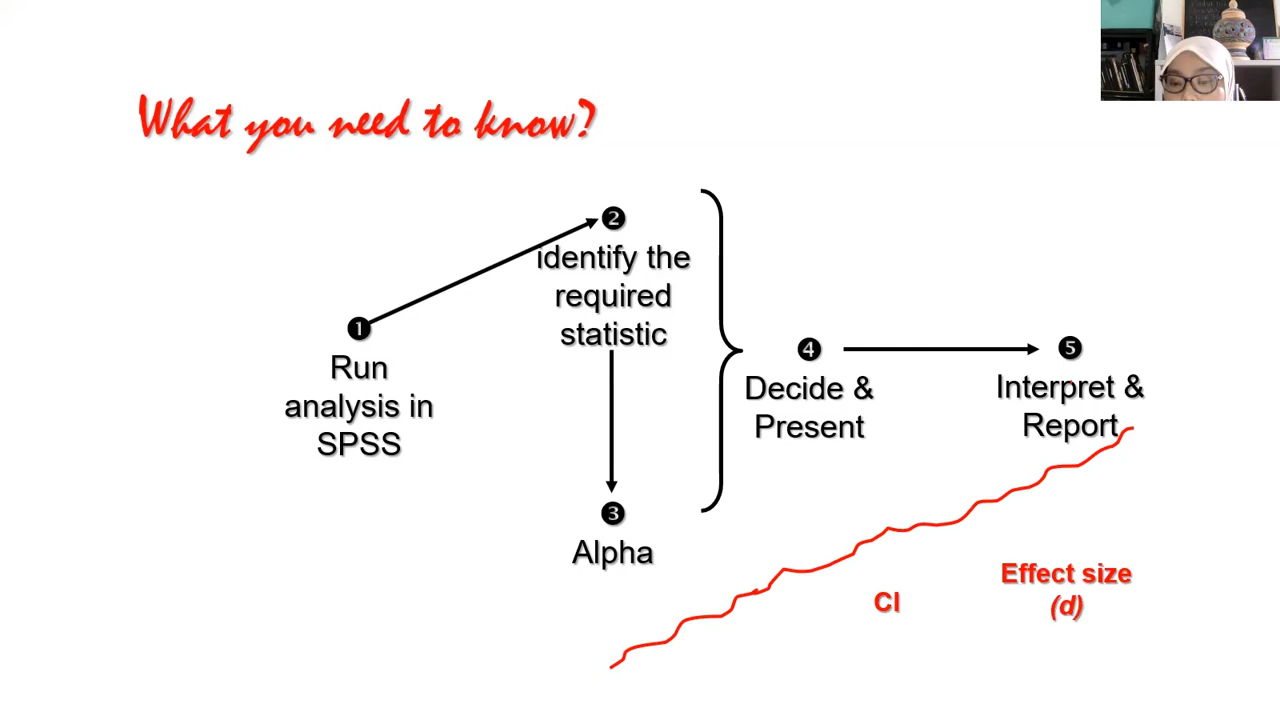 What you need to know?
❶
Run
analysis in
SPSS
❷
identify the
required
statistic
❸
Alpha
❹
Decide &
Present
❺
Interpret &
Report
CI
Effect size
(d)